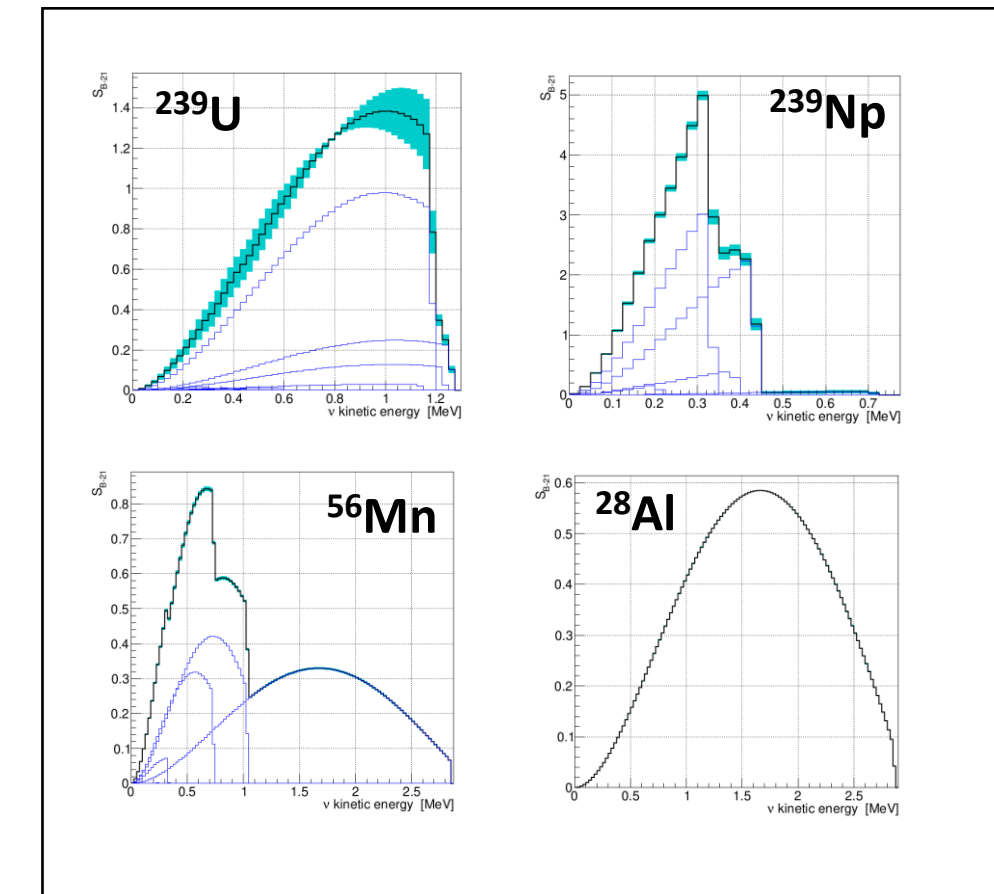 S_B-21
²³⁹U
1.4
1.2
1
0.8
0.6
0.4
0.2
0
0 0.2 0.4 0.6 0.8 1 1.2
ν kinetic energy [MeV]
S_B-21
²³⁹Np
5
4
3
2
1
0
0 0.1 0.2 0.3 0.4 0.5 0.6 0.7
ν kinetic energy [MeV]
S_B-21
⁵⁶Mn
0.8
0.7
0.6
0.5
0.4
0.3
0.2
0.1
0
0 0.5 1 1.5 2 2.5
ν kinetic energy [MeV]
S_B-21
²⁸Al
0.6
0.5
0.4
0.3
0.2
0.1
0
0 0.5 1 1.5 2 2.5
ν kinetic energy [MeV]